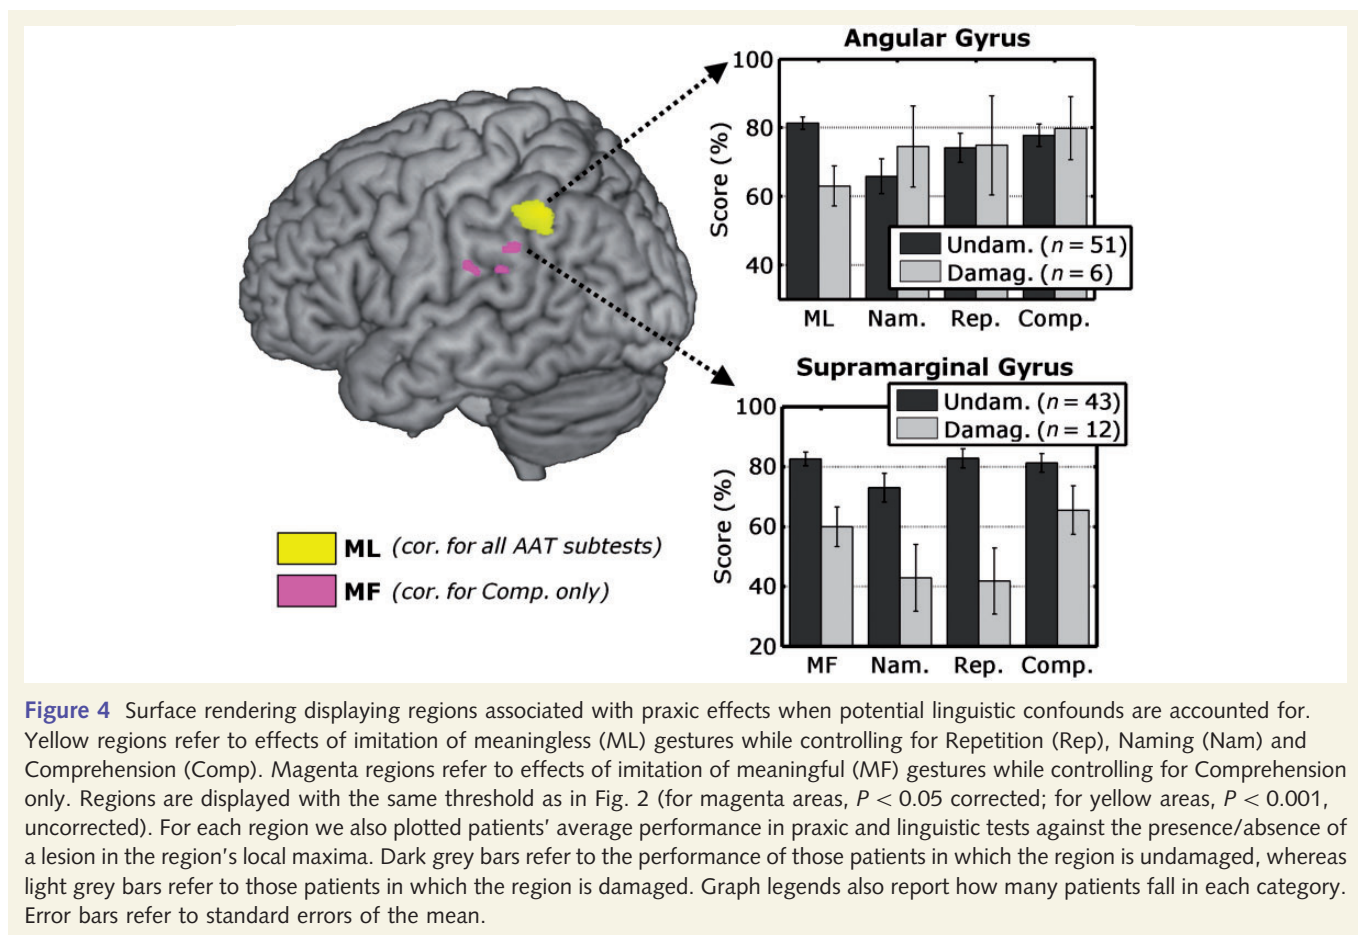 Angular Gyrus
100
80
60
40
Score (%)
Undam. (n = 51)
Damag. (n = 6)
ML Nam. Rep. Comp.
Supramarginal Gyrus
100
80
60
40
20
Score (%)
Undam. (n = 43)
Damag. (n = 12)
MF Nam. Rep. Comp.
ML (cor. for all AAT subtests)
MF (cor. for Comp. only)
Figure 4 Surface rendering displaying regions associated with praxic effects when potential linguistic confounds are accounted for.
Yellow regions refer to effects of imitation of meaningless (ML) gestures while controlling for Repetition (Rep), Naming (Nam) and
Comprehension (Comp). Magenta regions refer to effects of imitation of meaningful (MF) gestures while controlling for Comprehension
only. Regions are displayed with the same threshold as in Fig. 2 (for magenta areas, P < 0.05 corrected; for yellow areas, P < 0.001,
uncorrected). For each region we also plotted patients' average performance in praxic and linguistic tests against the presence/absence of
a lesion in the region's local maxima. Dark grey bars refer to the performance of those patients in which the region is undamaged, whereas
light grey bars refer to those patients in which the region is damaged. Graph legends also report how many patients fall in each category.
Error bars refer to standard errors of the mean.